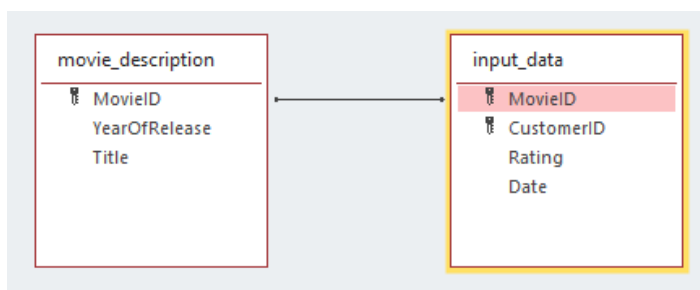 movie_description
MovieID
YearOfRelease
Title
input_data
MovieID
CustomerID
Rating
Date